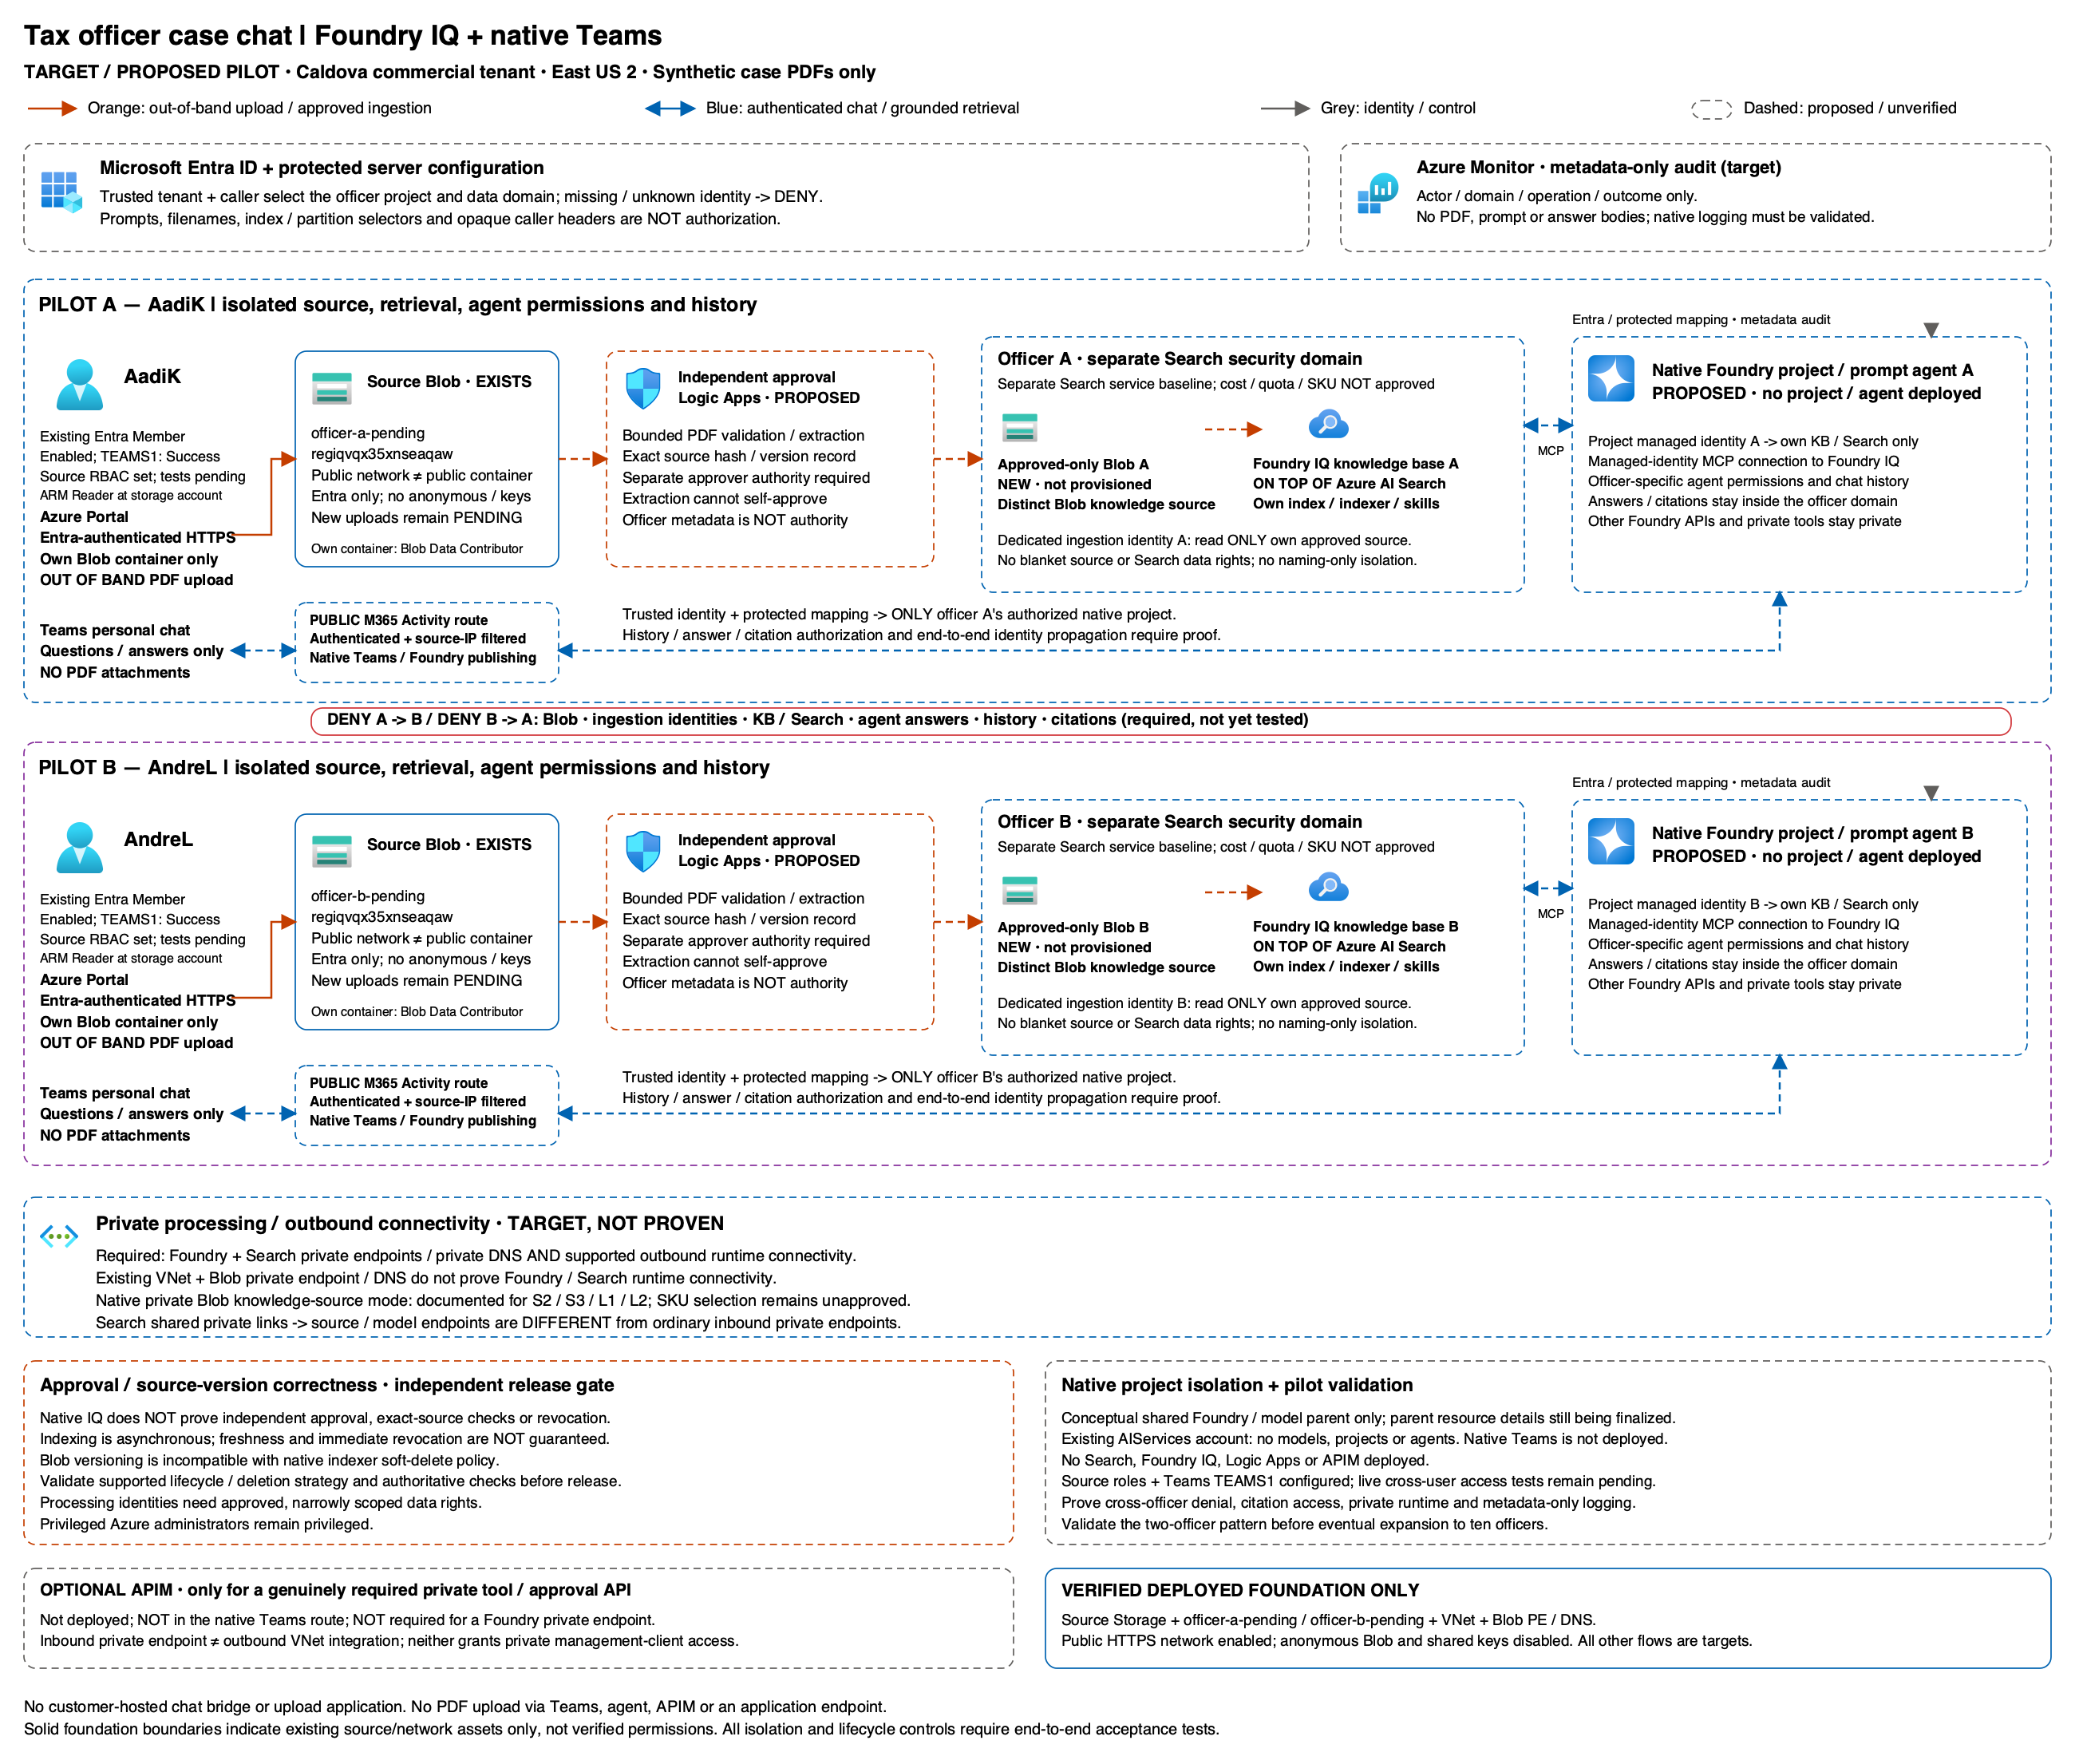 Tax officer case chat | Foundry IQ + native Teams
TARGET / PROPOSED PILOT • Caldova commercial tenant • East US 2 • Synthetic case PDFs only
Orange: out-of-band upload / approved ingestion
Blue: authenticated chat / grounded retrieval
Grey: identity / control
Dashed: proposed / unverified
Microsoft Entra ID + protected server configuration
Trusted tenant + caller select the officer project and data domain; missing / unknown identity -> DENY.
Prompts, filenames, index / partition selectors and opaque caller headers are NOT authorization.
Azure Monitor • metadata-only audit (target)
Actor / domain / operation / outcome only.
No PDF, prompt or answer bodies; native logging must be validated.
PILOT A — AadiK | isolated source, retrieval, agent permissions and history
AadiK
Existing Entra Member
Enabled; TEAMS1: Success
Source RBAC set; tests pending
ARM Reader at storage account
Azure Portal
Entra-authenticated HTTPS
Own Blob container only
OUT OF BAND PDF upload
Source Blob • EXISTS
officer-a-pending
regiqvqx35xnseaqaw
Public network ≠ public container
Entra only; no anonymous / keys
New uploads remain PENDING
Own container: Blob Data Contributor
Independent approval
Logic Apps • PROPOSED
Bounded PDF validation / extraction
Exact source hash / version record
Separate approver authority required
Extraction cannot self-approve
Officer metadata is NOT authority
Officer A • separate Search security domain
Separate Search service baseline; cost / quota / SKU NOT approved
Approved-only Blob A
NEW • not provisioned
Distinct Blob knowledge source
Foundry IQ knowledge base A
ON TOP OF Azure AI Search
Own index / indexer / skills
Dedicated ingestion identity A: read ONLY own approved source.
No blanket source or Search data rights; no naming-only isolation.
MCP
Entra / protected mapping • metadata audit
Native Foundry project / prompt agent A
PROPOSED • no project / agent deployed
Project managed identity A -> own KB / Search only
Managed-identity MCP connection to Foundry IQ
Officer-specific agent permissions and chat history
Answers / citations stay inside the officer domain
Other Foundry APIs and private tools stay private
Teams personal chat
Questions / answers only
NO PDF attachments
PUBLIC M365 Activity route
Authenticated + source-IP filtered
Native Teams / Foundry publishing
Trusted identity + protected mapping -> ONLY officer A's authorized native project.
History / answer / citation authorization and end-to-end identity propagation require proof.
DENY A -> B / DENY B -> A: Blob • ingestion identities • KB / Search • agent answers • history • citations (required, not yet tested)
PILOT B — AndreL | isolated source, retrieval, agent permissions and history
AndreL
Existing Entra Member
Enabled; TEAMS1: Success
Source RBAC set; tests pending
ARM Reader at storage account
Azure Portal
Entra-authenticated HTTPS
Own Blob container only
OUT OF BAND PDF upload
Source Blob • EXISTS
officer-b-pending
regiqvqx35xnseaqaw
Public network ≠ public container
Entra only; no anonymous / keys
New uploads remain PENDING
Own container: Blob Data Contributor
Independent approval
Logic Apps • PROPOSED
Bounded PDF validation / extraction
Exact source hash / version record
Separate approver authority required
Extraction cannot self-approve
Officer metadata is NOT authority
Officer B • separate Search security domain
Separate Search service baseline; cost / quota / SKU NOT approved
Approved-only Blob B
NEW • not provisioned
Distinct Blob knowledge source
Foundry IQ knowledge base B
ON TOP OF Azure AI Search
Own index / indexer / skills
Dedicated ingestion identity B: read ONLY own approved source.
No blanket source or Search data rights; no naming-only isolation.
MCP
Entra / protected mapping • metadata audit
Native Foundry project / prompt agent B
PROPOSED • no project / agent deployed
Project managed identity B -> own KB / Search only
Managed-identity MCP connection to Foundry IQ
Officer-specific agent permissions and chat history
Answers / citations stay inside the officer domain
Other Foundry APIs and private tools stay private
Teams personal chat
Questions / answers only
NO PDF attachments
PUBLIC M365 Activity route
Authenticated + source-IP filtered
Native Teams / Foundry publishing
Trusted identity + protected mapping -> ONLY officer B's authorized native project.
History / answer / citation authorization and end-to-end identity propagation require proof.
Private processing / outbound connectivity • TARGET, NOT PROVEN
Required: Foundry + Search private endpoints / private DNS AND supported outbound runtime connectivity.
Existing VNet + Blob private endpoint / DNS do not prove Foundry / Search runtime connectivity.
Native private Blob knowledge-source mode: documented for S2 / S3 / L1 / L2; SKU selection remains unapproved.
Search shared private links -> source / model endpoints are DIFFERENT from ordinary inbound private endpoints.
Approval / source-version correctness • independent release gate
Native IQ does NOT prove independent approval, exact-source checks or revocation.
Indexing is asynchronous; freshness and immediate revocation are NOT guaranteed.
Blob versioning is incompatible with native indexer soft-delete policy.
Validate supported lifecycle / deletion strategy and authoritative checks before release.
Processing identities need approved, narrowly scoped data rights.
Privileged Azure administrators remain privileged.
Native project isolation + pilot validation
Conceptual shared Foundry / model parent only; parent resource details still being finalized.
Existing AIServices account: no models, projects or agents. Native Teams is not deployed.
No Search, Foundry IQ, Logic Apps or APIM deployed.
Source roles + Teams TEAMS1 configured; live cross-user access tests remain pending.
Prove cross-officer denial, citation access, private runtime and metadata-only logging.
Validate the two-officer pattern before eventual expansion to ten officers.
OPTIONAL APIM • only for a genuinely required private tool / approval API
Not deployed; NOT in the native Teams route; NOT required for a Foundry private endpoint.
Inbound private endpoint ≠ outbound VNet integration; neither grants private management-client access.
VERIFIED DEPLOYED FOUNDATION ONLY
Source Storage + officer-a-pending / officer-b-pending + VNet + Blob PE / DNS.
Public HTTPS network enabled; anonymous Blob and shared keys disabled. All other flows are targets.
No customer-hosted chat bridge or upload application. No PDF upload via Teams, agent, APIM or an application endpoint.
Solid foundation boundaries indicate existing source/network assets only, not verified permissions. All isolation and lifecycle controls require end-to-end acceptance tests.